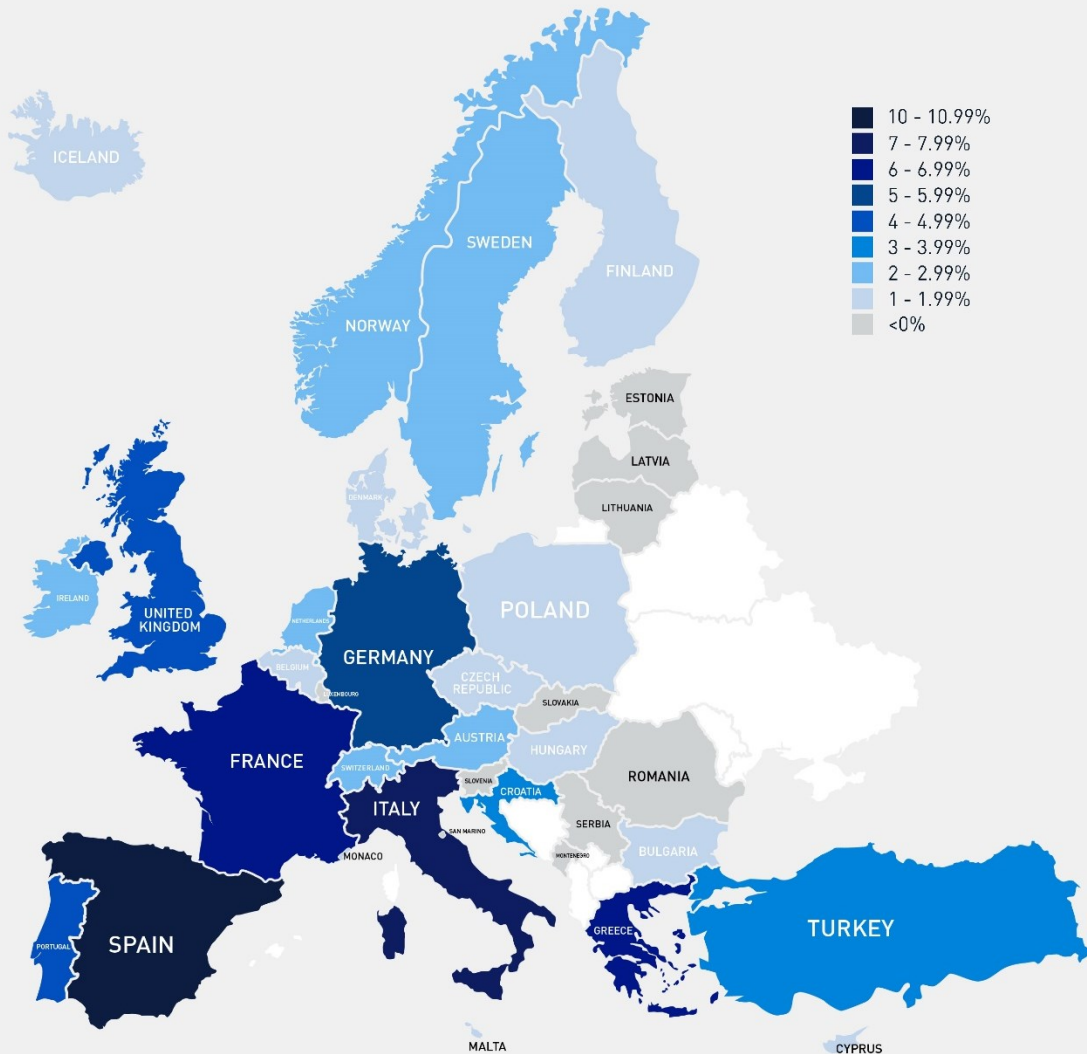 ICELAND
10 - 10.99%
7 - 7.99%
6 - 6.99%
5 - 5.99%
4 - 4.99%
3 - 3.99%
2 - 2.99%
1 - 1.99%
<0%
SWEDEN
FINLAND
NORWAY
ESTONIA
LATVIA
DENMARK
LITHUANIA
IRELAND
UNITED
KINGDOM
NETHERLANDS
POLAND
GERMANY
BELGIUM
CZECH
REPUBLIC
LUXEMBOURG
SLOVAKIA
AUSTRIA
HUNGARY
FRANCE
SWITZERLAND
ROMANIA
SLOVENIA
CROATIA
ITALY
SERBIA
SAN MARINO
MONACO
MONTENEGRO
BULGARIA
TURKEY
GREECE
SPAIN
PORTUGAL
MALTA
CYPRUS